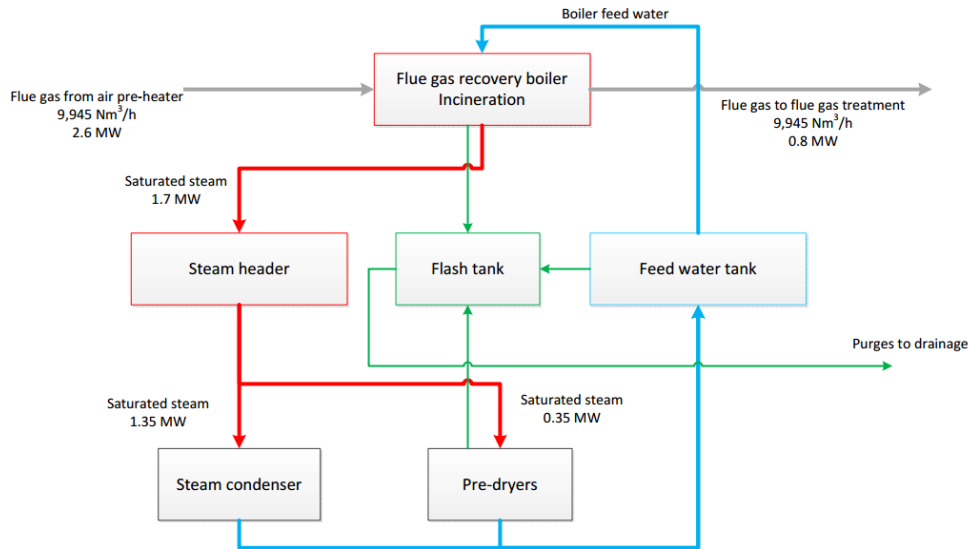 Boiler feed water
Flue gas recovery boiler
Incineration
Flue gas from air pre-heater
9,945 Nm³/h
2.6 MW
Flue gas to flue gas treatment
9,945 Nm³/h
0.8 MW
Saturated steam
1.7 MW
Steam header
Flash tank
Feed water tank
Purges to drainage
Saturated steam
1.35 MW
Saturated steam
0.35 MW
Steam condenser
Pre-dryers